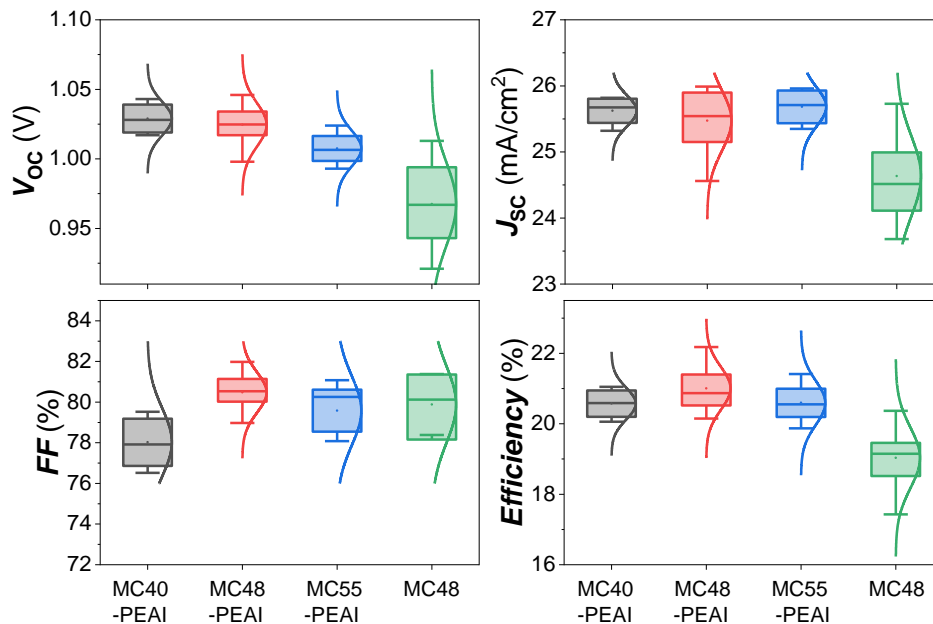 1.10
1.05
1.00
0.95
V_OC (V)
27
26
25
24
23
J_SC (mA/cm²)
84
82
80
78
76
74
72
FF (%)
22
20
18
16
Efficiency (%)
MC40 MC48 MC55 MC48
-PEAI -PEAI -PEAI
MC40 MC48 MC55 MC48
-PEAI -PEAI -PEAI